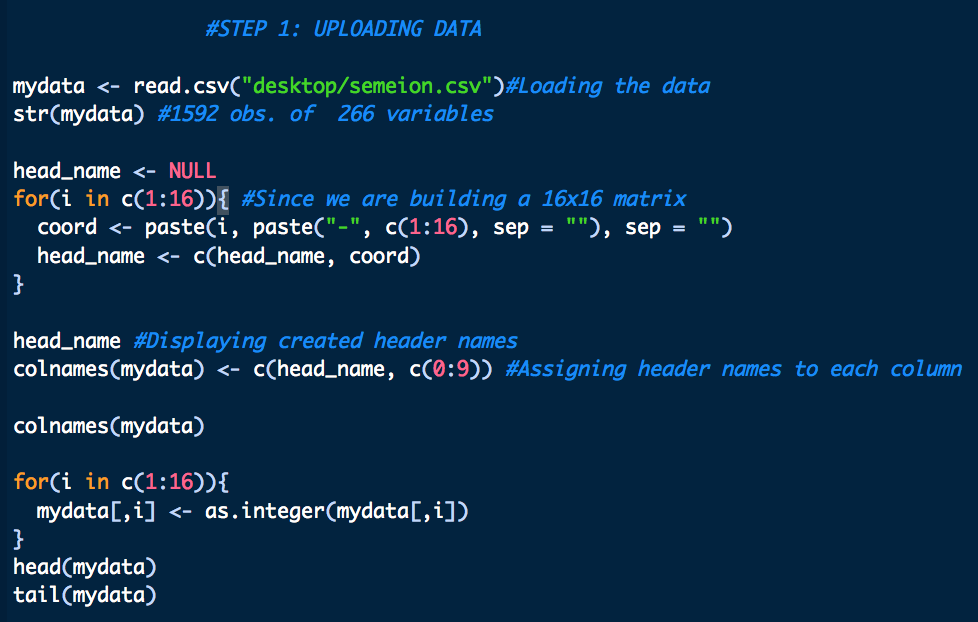 #STEP 1: UPLOADING DATA
mydata <- read.csv("desktop/semeion.csv")#Loading the data
str(mydata) #1592 obs. of  266 variables
head_name <- NULL
for(i in c(1:16)){ #Since we are building a 16x16 matrix
  coord <- paste(i, paste("-", c(1:16), sep = ""), sep = "")
  head_name <- c(head_name, coord)
}
head_name #Displaying created header names
colnames(mydata) <- c(head_name, c(0:9)) #Assigning header names to each column
colnames(mydata)
for(i in c(1:16)){
  mydata[,i] <- as.integer(mydata[,i])
}
head(mydata)
tail(mydata)